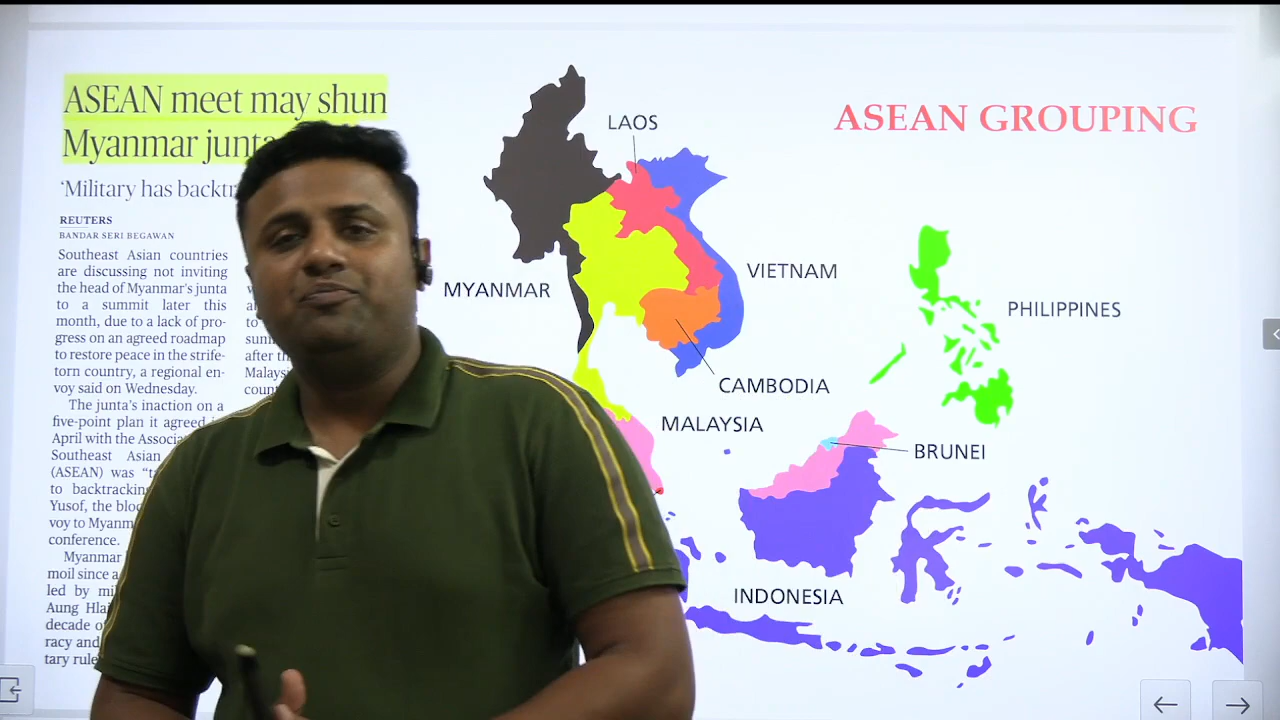 ASEAN meet may shun
Myanmar junta
‘Military has backtr
REUTERS
BANDAR SERI BEGAWAN
Southeast Asian countries
are discussing not inviting
the head of Myanmar's junta
to a summit later this
month, due to a lack of pro-
gress on an agreed roadmap
to restore peace in the strife-
torn country, a regional en-
voy said on Wednesday.
The junta's inaction on a
five-point plan it agreed
April with the Associa
Southeast Asian
(ASEAN) was “t
to backtracking
Yusof, the bloc
voy to Myanm
conference.
Myanmar
moil since a
led by mil
Aung Hlai
decade o
racy and
tary rule
to
sum
after th
Malaysi
coun
ASEAN GROUPING
LAOS
VIETNAM
MYANMAR
PHILIPPINES
CAMBODIA
MALAYSIA
BRUNEI
INDONESIA